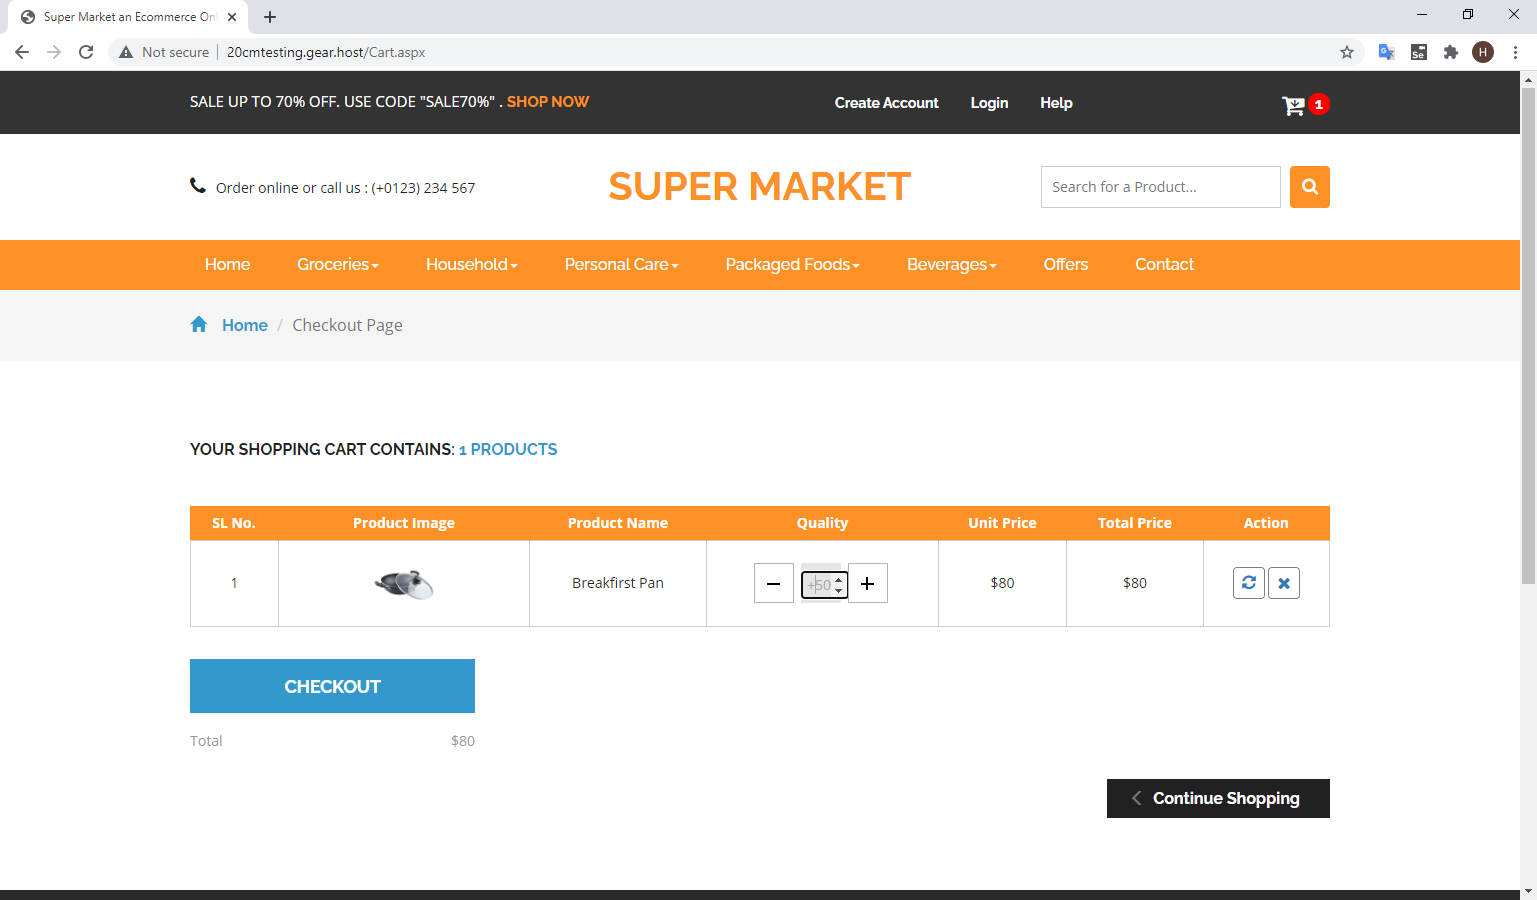 Super Market an Ecommerce Onl
Not secure
20cmtesting.gear.host/Cart.aspx
Se
H
SALE UP TO 70% OFF. USE CODE "SALE70%" . SHOP NOW
Create Account
Login
Help
1
Order online or call us : (+0123) 234 567
SUPER MARKET
Search for a Product...
Home
Groceries
Household
Personal Care
Packaged Foods
Beverages
Offers
Contact
Home / Checkout Page
YOUR SHOPPING CART CONTAINS: 1 PRODUCTS
SL No.
Product Image
Product Name
Quality
Unit Price
Total Price
Action
1
Breakfirst Pan
+50
$80
$80
CHECKOUT
Total
$80
Continue Shopping